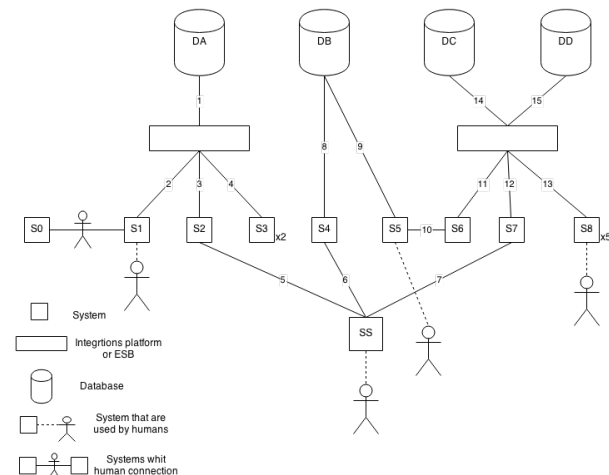 DA
DB
DC
DD
1
14
15
8
9
2
3
4
11
12
13
S0
S1
S2
S3
x2
S4
S5
10
S6
S7
S8
x5
5
6
7
SS
System
Integrtions platform
or ESB
Database
System that are
used by humans
Systems whit
human connection